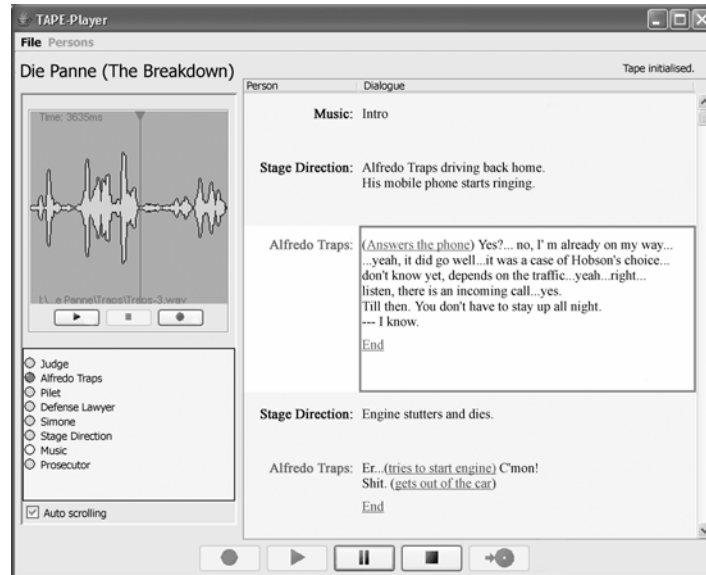 TAPE-Player
File Persons
Die Panne (The Breakdown)
Tape initialised.
Person Dialogue
Time: 3635ms
Music: Intro
Stage Direction: Alfredo Traps driving back home.
His mobile phone starts ringing.
Alfredo Traps: (Answers the phone) Yes?... no, I' m already on my way...
...yeah, it did go well...it was a case of Hobson's choice...
don't know yet, depends on the traffic...yeah...right...
listen, there is an incoming call...yes.
Till then. You don't have to stay up all night.
--- I know.
End
I:\...e Panne\Traps\Traps-3.wav
Judge
Alfredo Traps
Pilet
Defense Lawyer
Simone
Stage Direction
Music
Prosecutor
Auto scrolling
Stage Direction: Engine stutters and dies.
Alfredo Traps: Er...(tries to start engine) C'mon!
Shit. (gets out of the car)
End